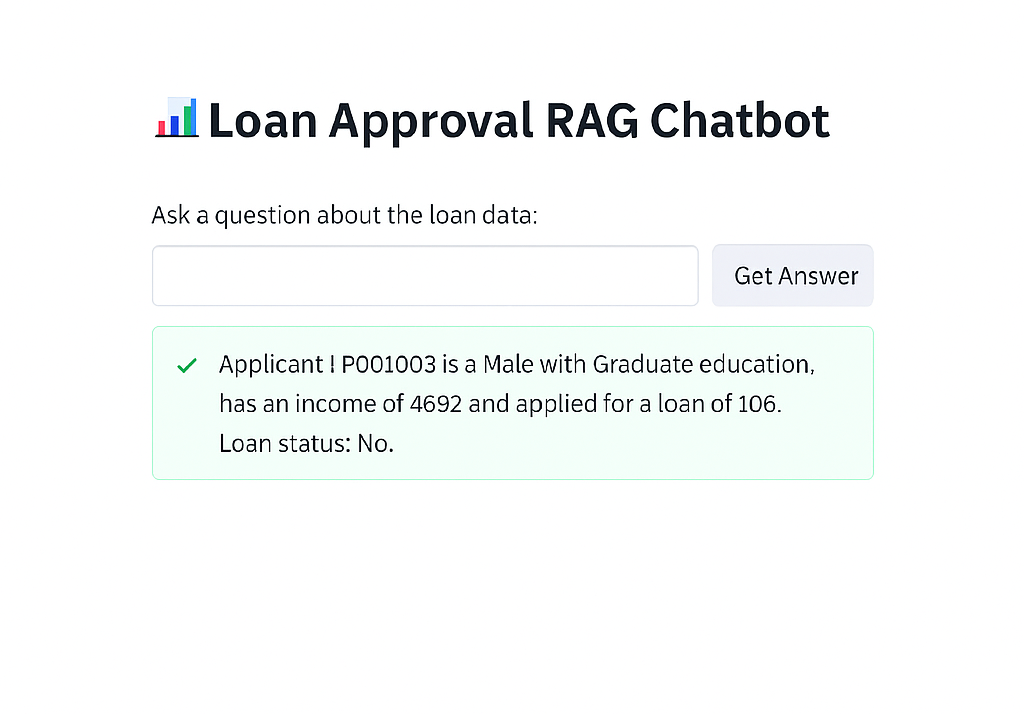 Loan Approval RAG Chatbot
Ask a question about the loan data:
Get Answer
Applicant I P001003 is a Male with Graduate education,
has an income of 4692 and applied for a loan of 106.
Loan status: No.